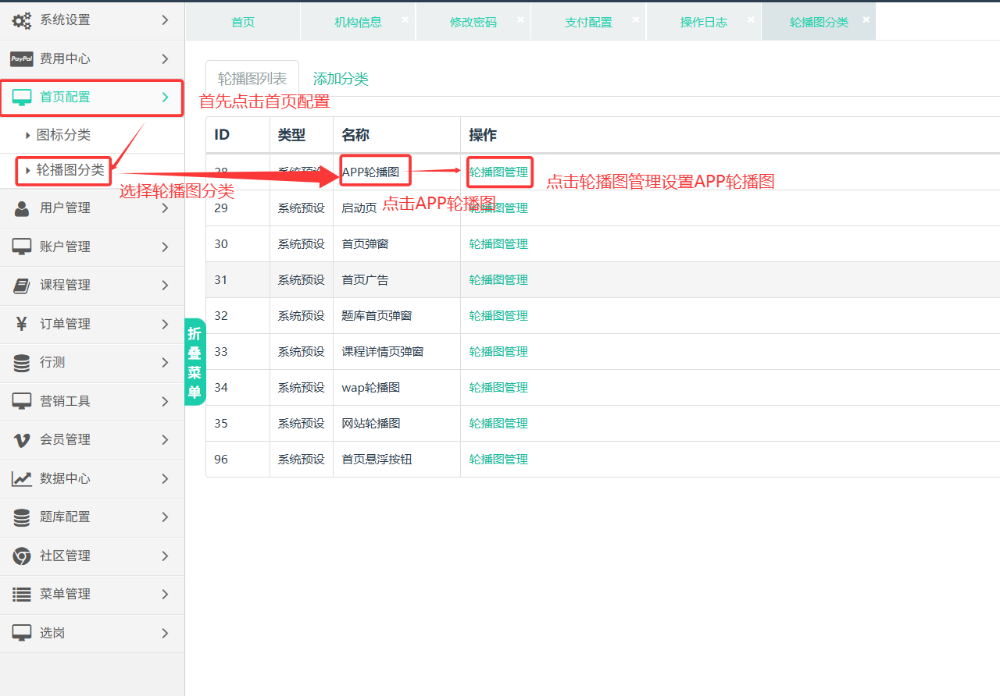 系统设置
PayPal 费用中心
首页配置
图标分类
轮播图分类
用户管理
账户管理
课程管理
订单管理
行测
营销工具
会员管理
数据中心
题库配置
社区管理
菜单管理
选岗
折叠菜单
首页 机构信息 修改密码 支付配置 操作日志 轮播图分类
轮播图列表 添加分类
首先点击首页配置
ID 类型 名称 操作
28 系统预设 APP轮播图 轮播图管理
点击轮播图管理设置APP轮播图
选择轮播图分类
点击APP轮播图
29 系统预设 启动页 轮播图管理
30 系统预设 首页弹窗 轮播图管理
31 系统预设 首页广告 轮播图管理
32 系统预设 题库首页弹窗 轮播图管理
33 系统预设 课程详情页弹窗 轮播图管理
34 系统预设 wap轮播图 轮播图管理
35 系统预设 网站轮播图 轮播图管理
96 系统预设 首页悬浮按钮 轮播图管理